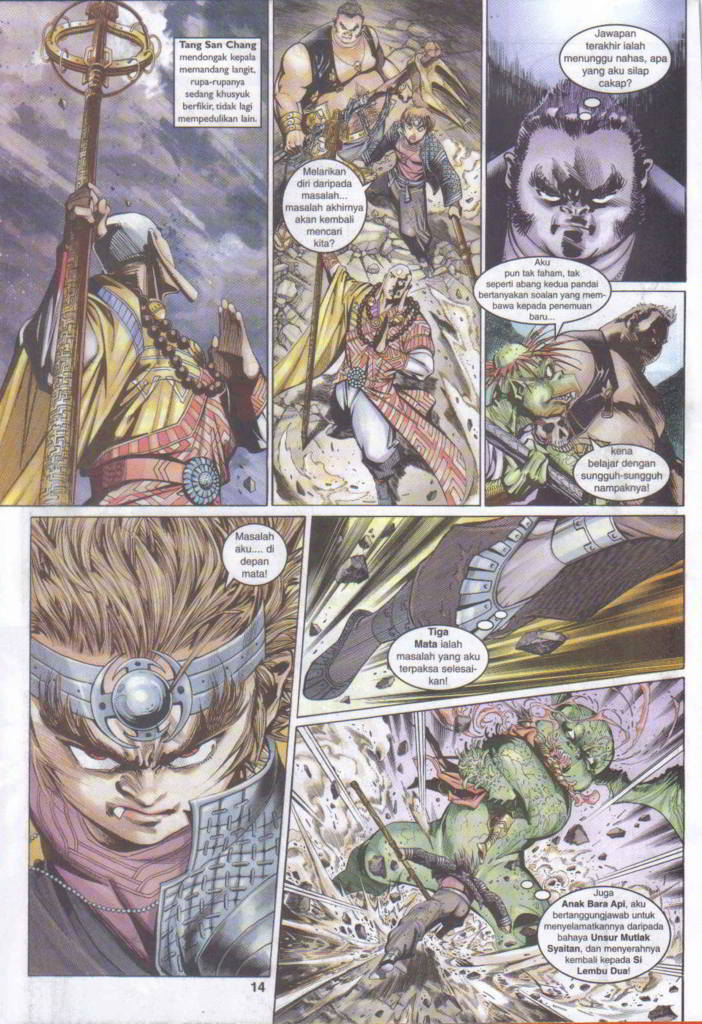 Tang San Chang
mendongak kepala
memandang langit,
rupa-rupanya
sedang khusyuk
berfikir, tidak lagi
mempedulikan lain.
Melarikan
diri daripada
masalah...
masalah akhirnya
akan kembali
mencari
kita?
Jawapan
terakhir ialah
menunggu nahas, apa
yang aku silap
cakap?
Aku
pun tak faham, tak
seperti abang kedua pandai
bertanyakan soalan yang mem-
bawa kepada penemuan
baru...
kena
belajar dengan
sungguh-sungguh
nampaknya!
Masalah
aku.... di
depan
mata!
Tiga
Mata ialah
masalah yang aku
terpaksa selesai-
kan!
Juga
Anak Bara Api, aku
bertanggungjawab untuk
menyelamatkannya daripada
bahaya Unsur Mutlak
Syaitan, dan menyerahnya
kembali kepada Si
Lembu Dua!
14